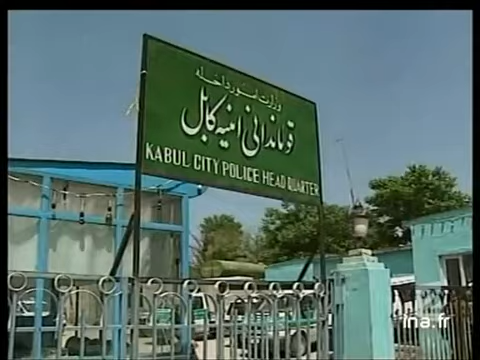 وزارت امور داخله
قوماندانی امنیه کابل
KABUL CITY POLICE HEAD QUARTER
ina.fr